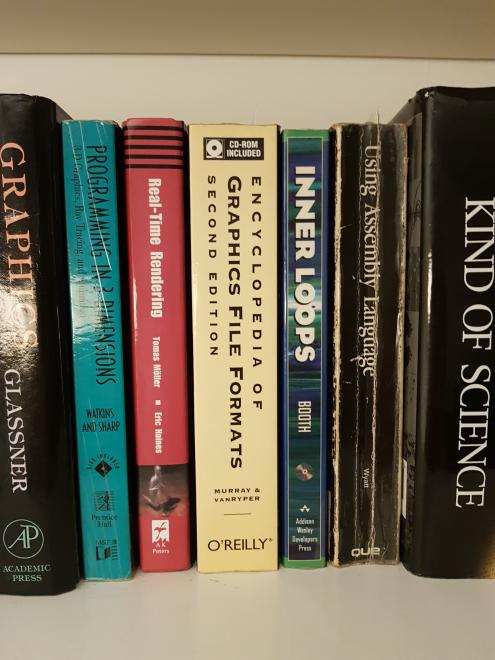 GRAPHICS
GLASSNER
AP
ACADEMIC
PRESS
PROGRAMMING IN 3 DIMENSIONS
3-D Graphics, Ray Tracing and
WATKINS
AND SHARP
DISK INCLUDED
Prentice
Hall
M&T
Real-Time Rendering
Tomas Möller ■ Eric Haines
A K
Peters
CD-ROM
INCLUDED
ENCYCLOPEDIA OF
GRAPHICS FILE FORMATS
SECOND EDITION
MURRAY &
VANRYPER
O'REILLY®
INNER LOOPS
BOOTH
Addison
Wesley
Developers
Press
Using Assembly Language
Wyatt
QUE
KIND OF SCIENCE